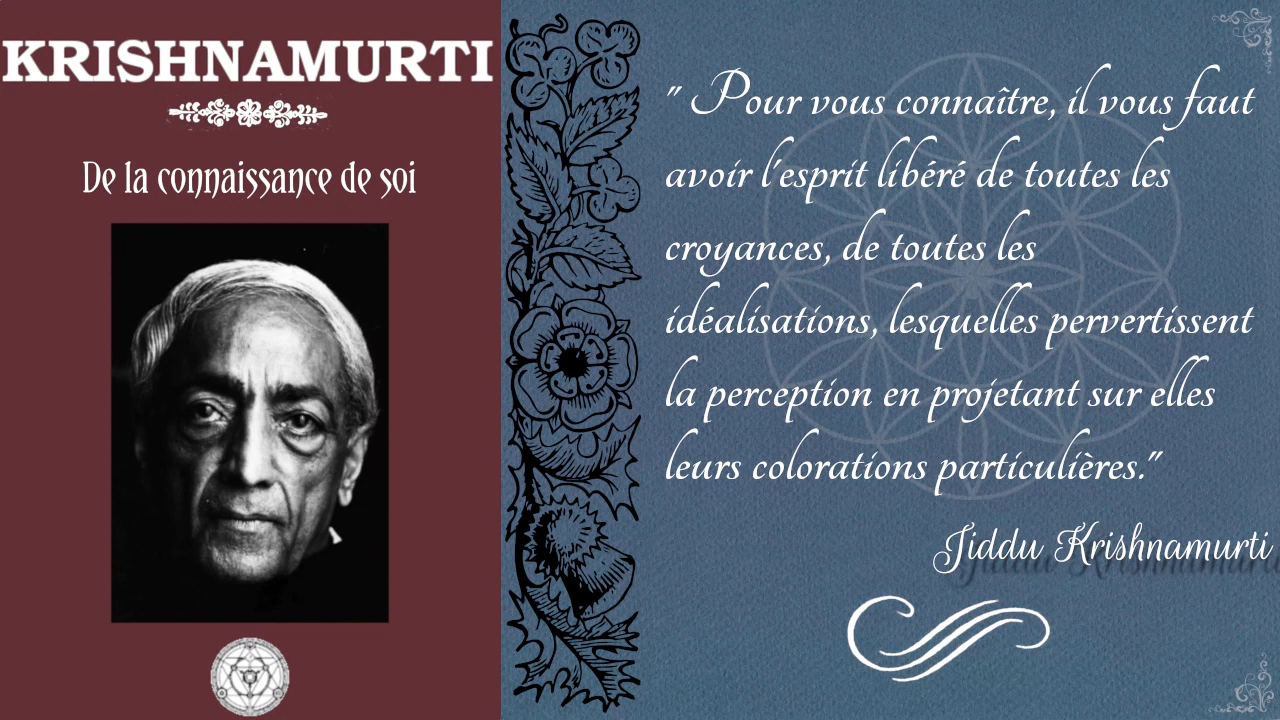 KRISHNAMURTI
De la connaissance de soi
" Pour vous connaître, il vous faut
avoir l'esprit libéré de toutes les
croyances, de toutes les
idéalisations, lesquelles pervertissent
la perception en projetant sur elles
leurs colorations particulières."
Jiddu Krishnamurti